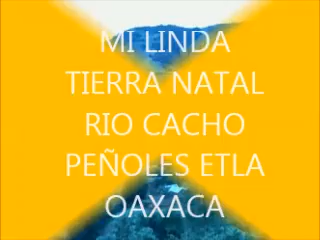 MI LINDA
TIERRA NATAL
RIO CACHO
PEÑOLES ETLA
OAXACA